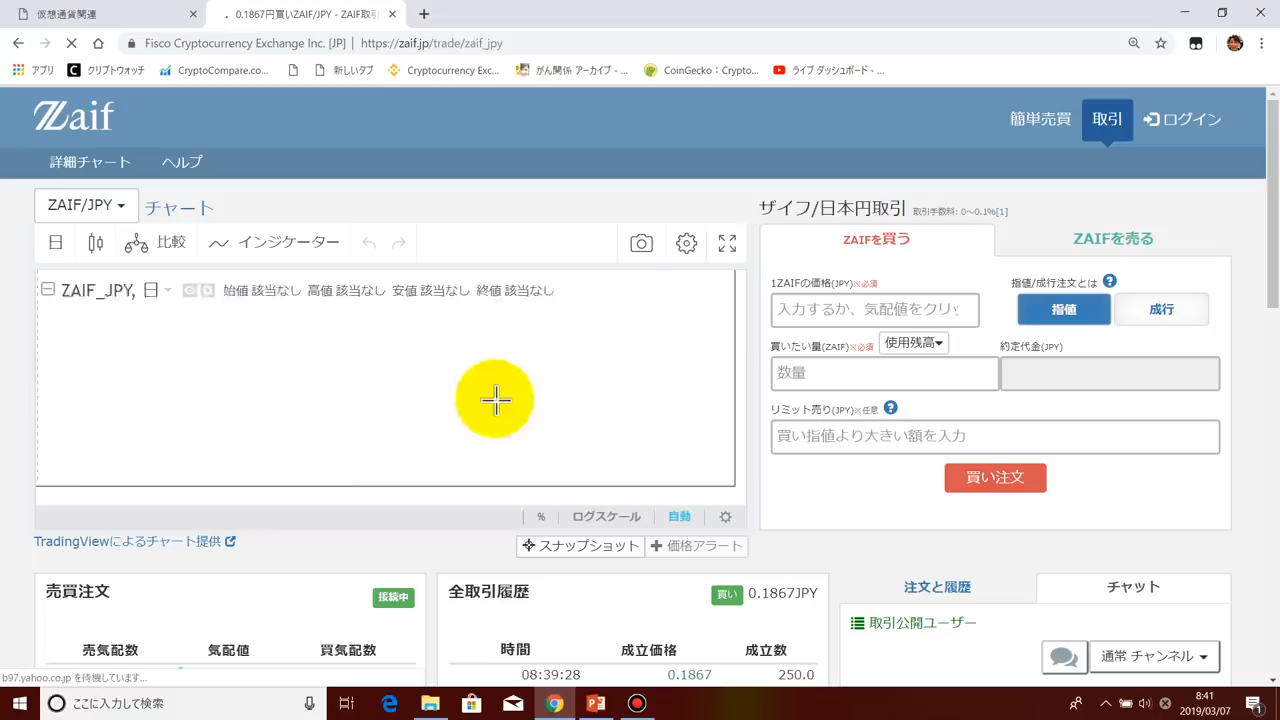 仮想通貨関連
0.1867円買いZAIF/JPY - ZAIF取引
Fisco Cryptocurrency Exchange Inc. [JP] | https://zaif.jp/trade/zaif_jpy
アプリ クリプトウォッチ CryptoCompare.co... 新しいタブ Cryptocurrency Exc... がん関係 アーカイブ - ... CoinGecko：Crypto... ライブ ダッシュボード - ...
Zaif
簡単売買 取引 ログイン
詳細チャート ヘルプ
ZAIF/JPY チャート
日 比較 インジケーター
ZAIF_JPY, 日 始値 該当なし 高値 該当なし 安値 該当なし 終値 該当なし
% ログスケール 自動
TradingViewによるチャート提供
スナップショット 価格アラート
ザイフ/日本円取引 取引手数料: 0〜0.1%[1]
ZAIFを買う ZAIFを売る
1ZAIFの価格(JPY)※必須 指値/成行注文とは ?
入力するか、気配値をクリッ 指値 成行
買いたい量(ZAIF)※必須 使用残高 約定代金(JPY)
数量
リミット売り(JPY)※任意 ?
買い指値より大きい額を入力
買い注文
売買注文 接続中
売気配数 気配値 買気配数
全取引履歴 買い 0.1867JPY
時間 成立価格 成立数
08:39:28 0.1867 250.0
注文と履歴 チャット
取引公開ユーザー
通常 チャンネル
b97.yahoo.co.jp を待機しています...
ここに入力して検索
8:41
2019/03/07
1